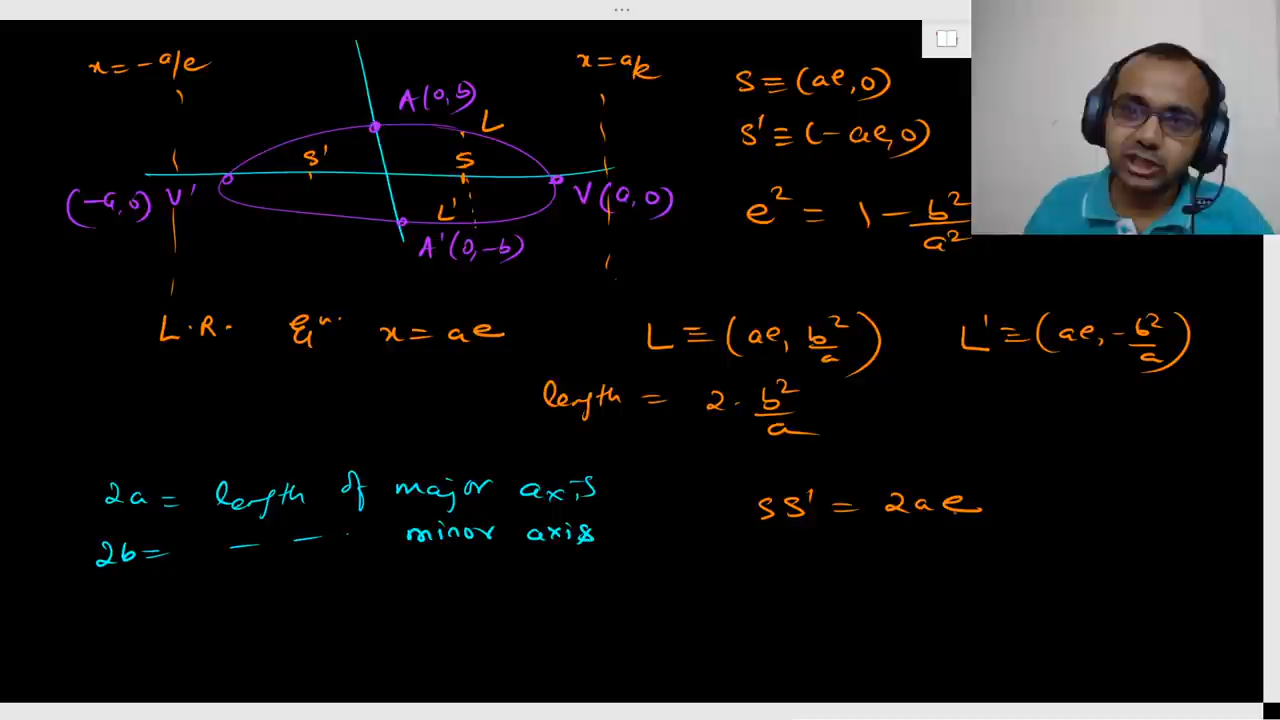 x = -a/e
x = a/e
A(0, b)
L
S'
S
(-a, 0) V'
V(a, 0)
L'
A'(0, -b)
S ≡ (ae, 0)
S' ≡ (-ae, 0)
e² = 1 - b²/a²
L.R. Eqⁿ. x = ae
L ≡ (ae, b²/a) L' ≡ (ae, -b²/a)
length = 2 · b²/a
2a = length of major axis
2b = — — · minor axis
SS' = 2ae